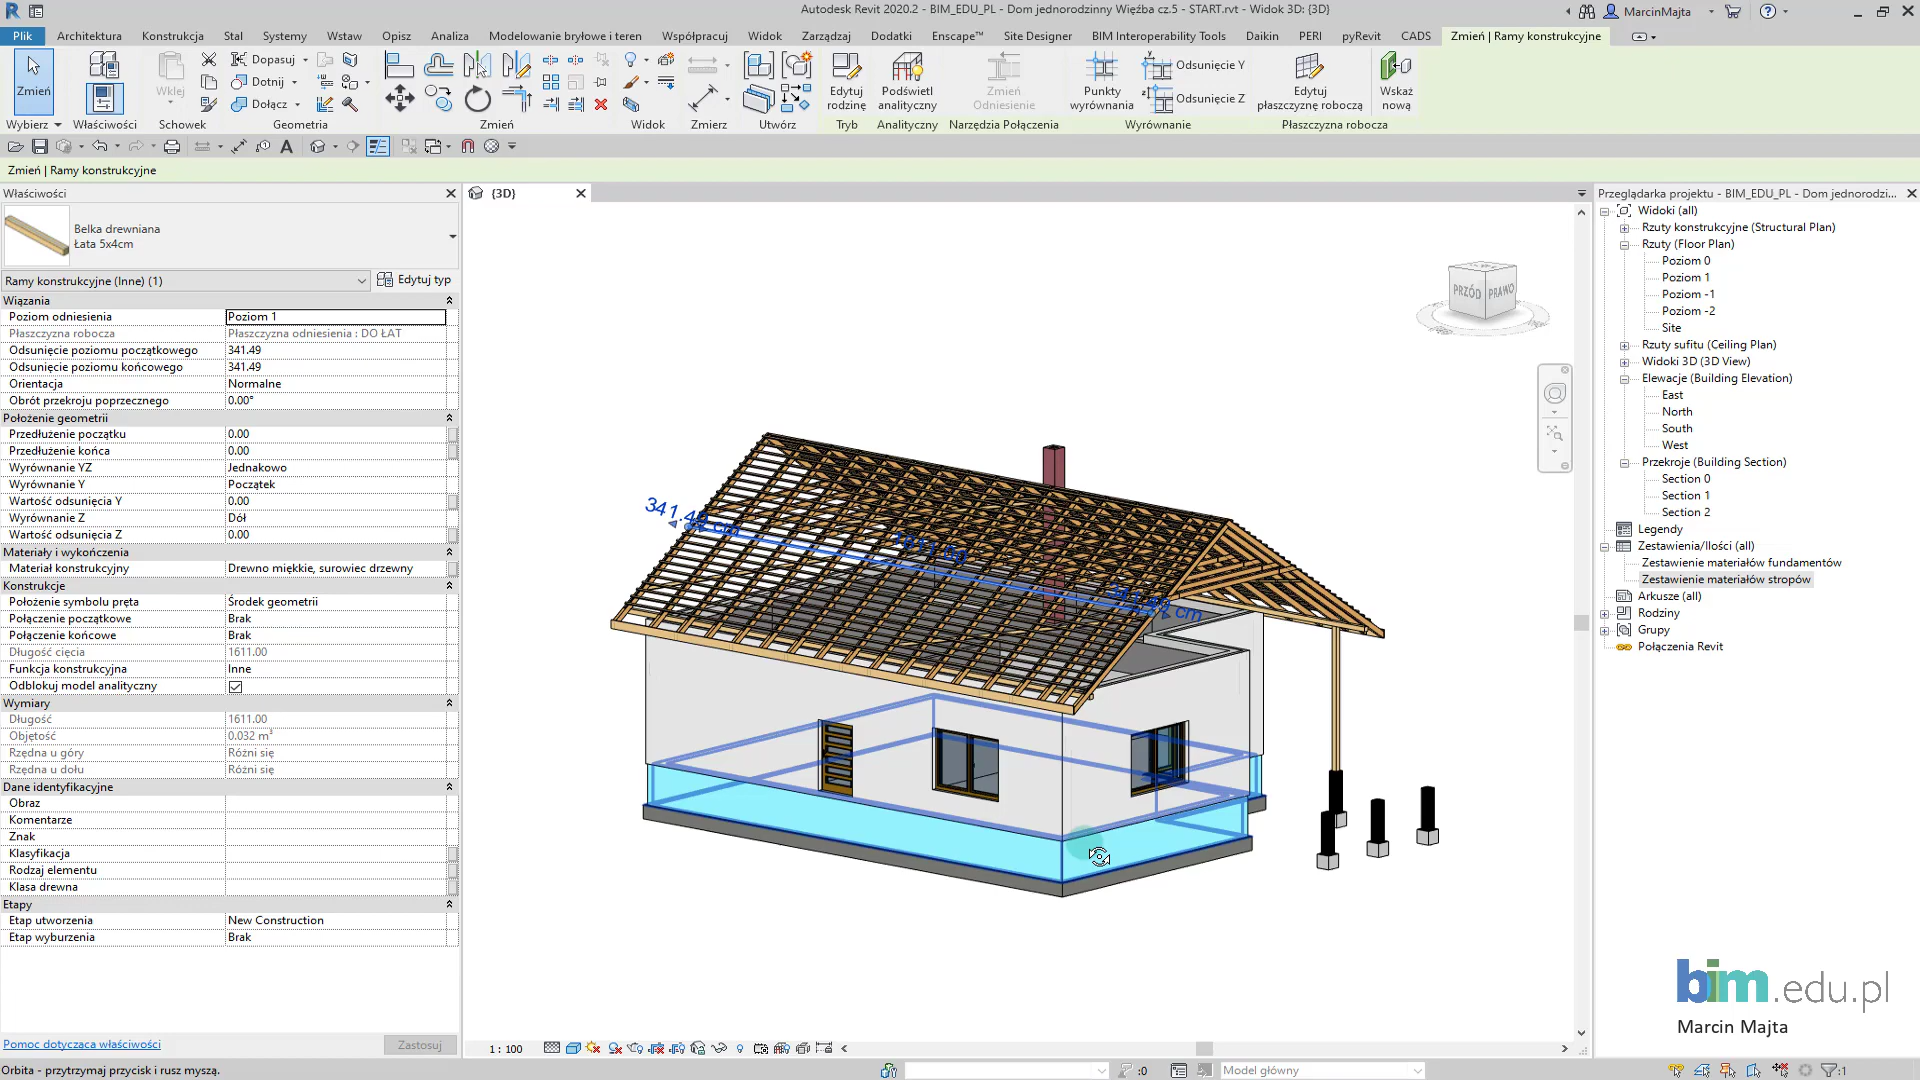 Autodesk Revit 2020.2 - BIM_EDU_PL - Dom jednorodzinny Więźba cz.5 - START.rvt - Widok 3D: {3D}
MarcinMajta
Plik Architektura Konstrukcja Stal Systemy Wstaw Opisz Analiza Modelowanie bryłowe i teren Współpracuj Widok Zarządzaj Dodatki Enscape™ Site Designer BIM Interoperability Tools Daikin PERI pyRevit CADS Zmień | Ramy konstrukcyjne
Zmień
Wklej
Dopasuj
Dotnij
Dołącz
Edytuj rodzinę
Podświetl analityczny
Zmień Odniesienie
Punkty wyrównania
Odsunięcie Y
Odsunięcie Z
Edytuj płaszczyznę roboczą
Wskaż nową
Wybierz Właściwości Schowek Geometria Zmień Widok Zmierz Utwórz Tryb Analityczny Narzędzia Połączenia Wyrównanie Płaszczyzna robocza
Zmień | Ramy konstrukcyjne
Właściwości
Belka drewniana
Łata 5x4cm
Ramy konstrukcyjne (Inne) (1) Edytuj typ
Wiązania
Poziom odniesienia Poziom 1
Płaszczyzna robocza Płaszczyzna odniesienia : DO ŁAT
Odsunięcie poziomu początkowego 341.49
Odsunięcie poziomu końcowego 341.49
Orientacja Normalne
Obrót przekroju poprzecznego 0.00°
Położenie geometrii
Przedłużenie początku 0.00
Przedłużenie końca 0.00
Wyrównanie YZ Jednakowo
Wyrównanie Y Początek
Wartość odsunięcia Y 0.00
Wyrównanie Z Dół
Wartość odsunięcia Z 0.00
Materiały i wykończenia
Materiał konstrukcyjny Drewno miękkie, surowiec drzewny
Konstrukcje
Położenie symbolu pręta Środek geometrii
Połączenie początkowe Brak
Połączenie końcowe Brak
Długość cięcia 1611.00
Funkcja konstrukcyjna Inne
Odblokuj model analityczny
Wymiary
Długość 1611.00
Objętość 0.032 m³
Rzędna u góry Różni się
Rzędna u dołu Różni się
Dane identyfikacyjne
Obraz
Komentarze
Znak
Klasyfikacja
Rodzaj elementu
Klasa drewna
Etapy
Etap utworzenia New Construction
Etap wyburzenia Brak
Pomoc dotycząca właściwości Zastosuj
{3D}
PRZÓD PRAWO
341.49 cm
1611.00
341.49 cm
1 : 100
Przeglądarka projektu - BIM_EDU_PL - Dom jednorodzi...
Widoki (all)
Rzuty konstrukcyjne (Structural Plan)
Rzuty (Floor Plan)
Poziom 0
Poziom 1
Poziom -1
Poziom -2
Site
Rzuty sufitu (Ceiling Plan)
Widoki 3D (3D View)
Elewacje (Building Elevation)
East
North
South
West
Przekroje (Building Section)
Section 0
Section 1
Section 2
Legendy
Zestawienia/Ilości (all)
Zestawienie materiałów fundamentów
Zestawienie materiałów stropów
Arkusze (all)
Rodziny
Grupy
Połączenia Revit
bim.edu.pl
Marcin Majta
Orbita - przytrzymaj przycisk i rusz myszą.
:0
Model główny
:1